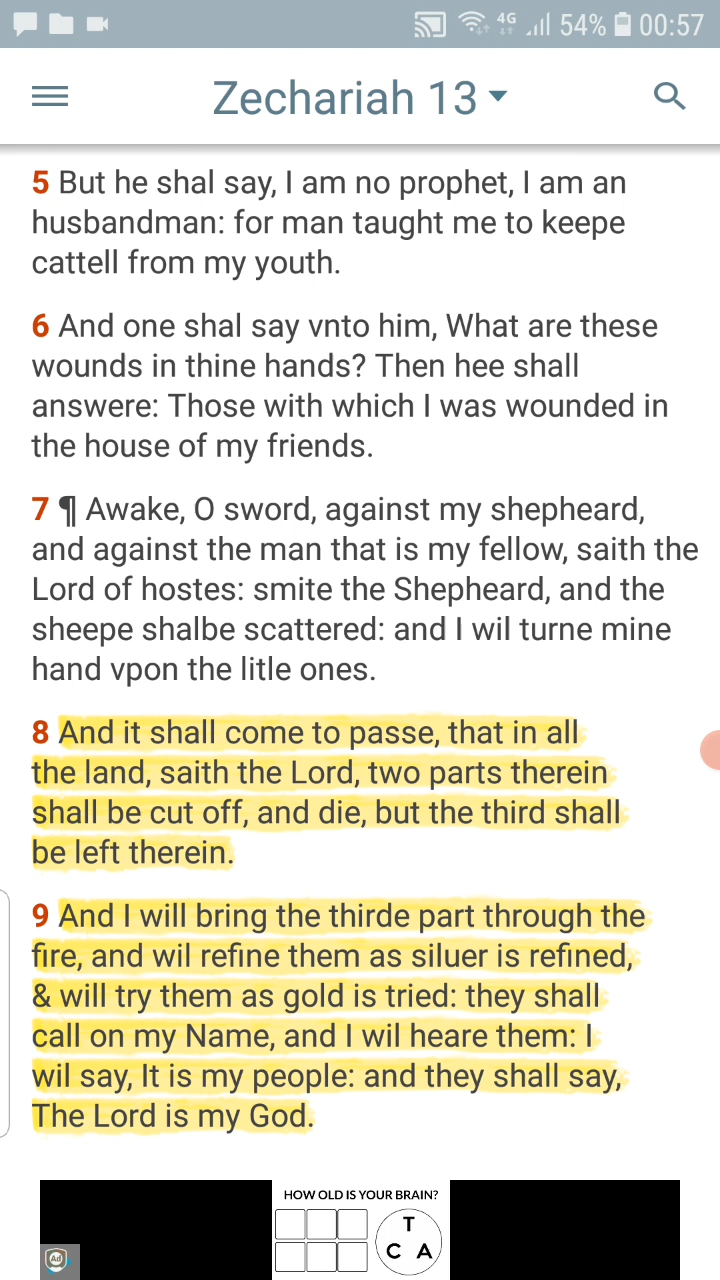 4G 54% 00:57
Zechariah 13
5 But he shal say, I am no prophet, I am an
husbandman: for man taught me to keepe
cattell from my youth.
6 And one shal say vnto him, What are these
wounds in thine hands? Then hee shall
answere: Those with which I was wounded in
the house of my friends.
7 ¶ Awake, O sword, against my shepheard,
and against the man that is my fellow, saith the
Lord of hostes: smite the Shepheard, and the
sheepe shalbe scattered: and I wil turne mine
hand vpon the litle ones.
8 And it shall come to passe, that in all
the land, saith the Lord, two parts therein
shall be cut off, and die, but the third shall
be left therein.
9 And I will bring the thirde part through the
fire, and wil refine them as siluer is refined,
& will try them as gold is tried: they shall
call on my Name, and I wil heare them: I
wil say, It is my people: and they shall say,
The Lord is my God.
HOW OLD IS YOUR BRAIN?
T
C A
Ad